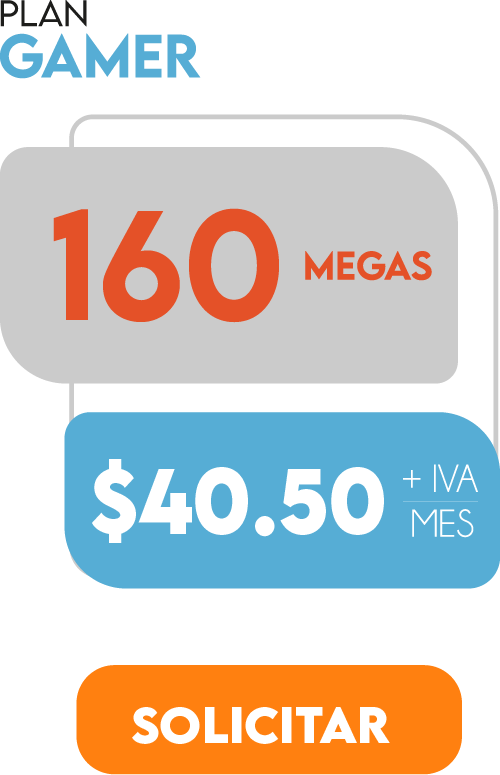 PLAN
GAMER
160 MEGAS
$40.50 + IVA
MES
SOLICITAR